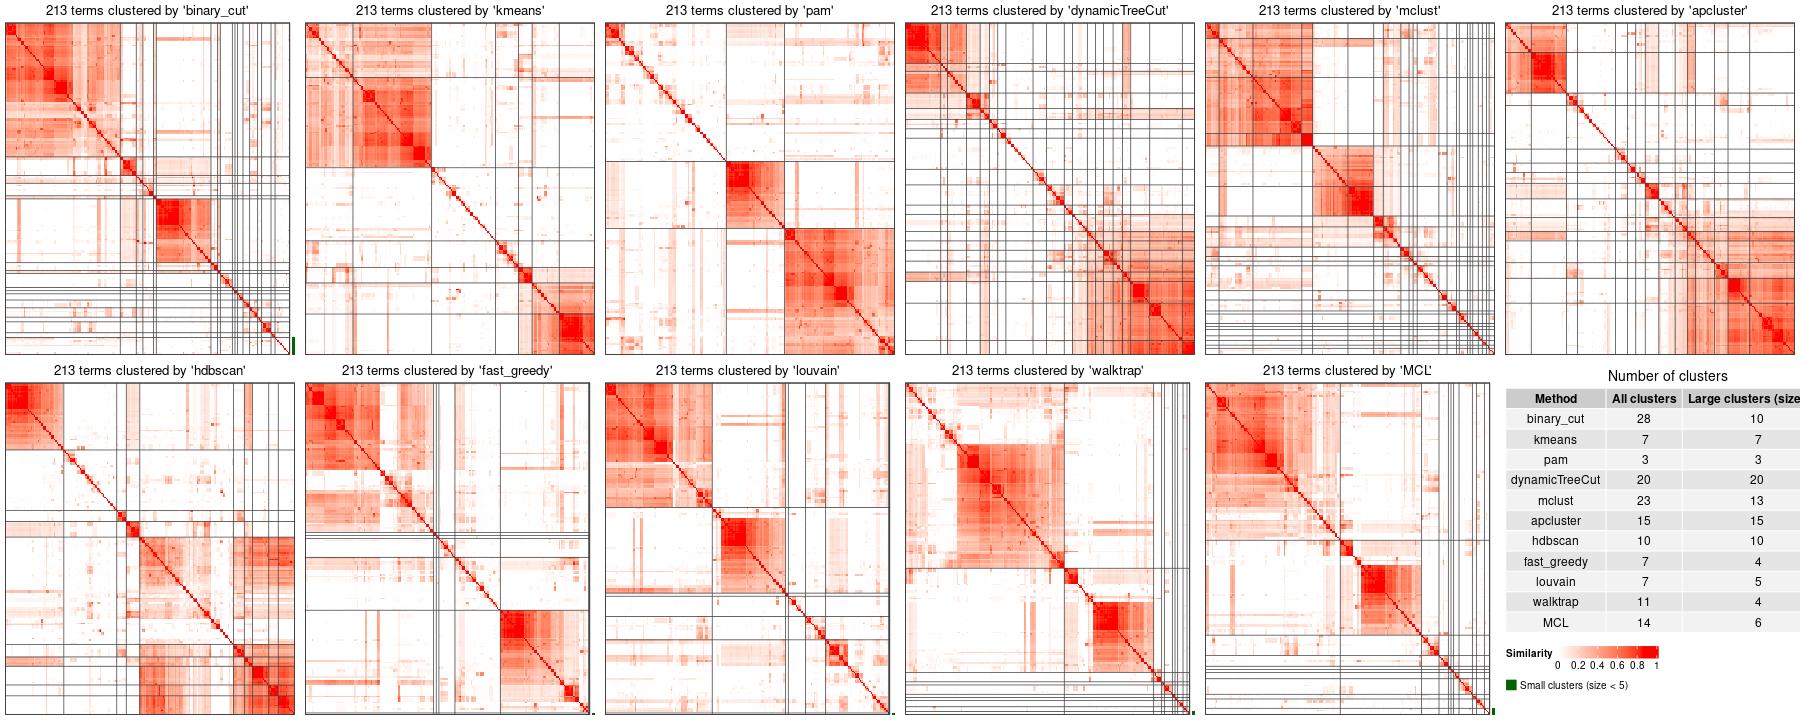 213 terms clustered by 'binary_cut'
213 terms clustered by 'kmeans'
213 terms clustered by 'pam'
213 terms clustered by 'dynamicTreeCut'
213 terms clustered by 'mclust'
213 terms clustered by 'apcluster'
213 terms clustered by 'hdbscan'
213 terms clustered by 'fast_greedy'
213 terms clustered by 'louvain'
213 terms clustered by 'walktrap'
213 terms clustered by 'MCL'
Number of clusters
Method All clusters Large clusters (size
binary_cut 28 10
kmeans 7 7
pam 3 3
dynamicTreeCut 20 20
mclust 23 13
apcluster 15 15
hdbscan 10 10
fast_greedy 7 4
louvain 7 5
walktrap 11 4
MCL 14 6
Similarity
0 0.2 0.4 0.6 0.8 1
Small clusters (size < 5)